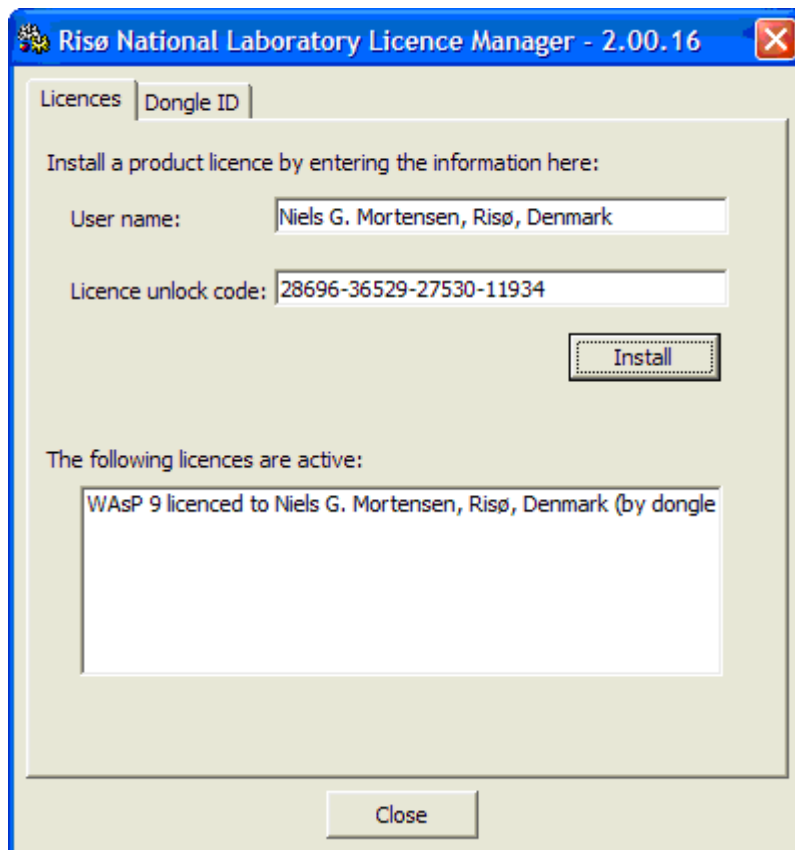 Risø National Laboratory Licence Manager - 2.00.16
Licences Dongle ID
Install a product licence by entering the information here:
User name: Niels G. Mortensen, Risø, Denmark
Licence unlock code: 28696-36529-27530-11934
Install
The following licences are active:
WAsP 9 licenced to Niels G. Mortensen, Risø, Denmark (by dongle
Close